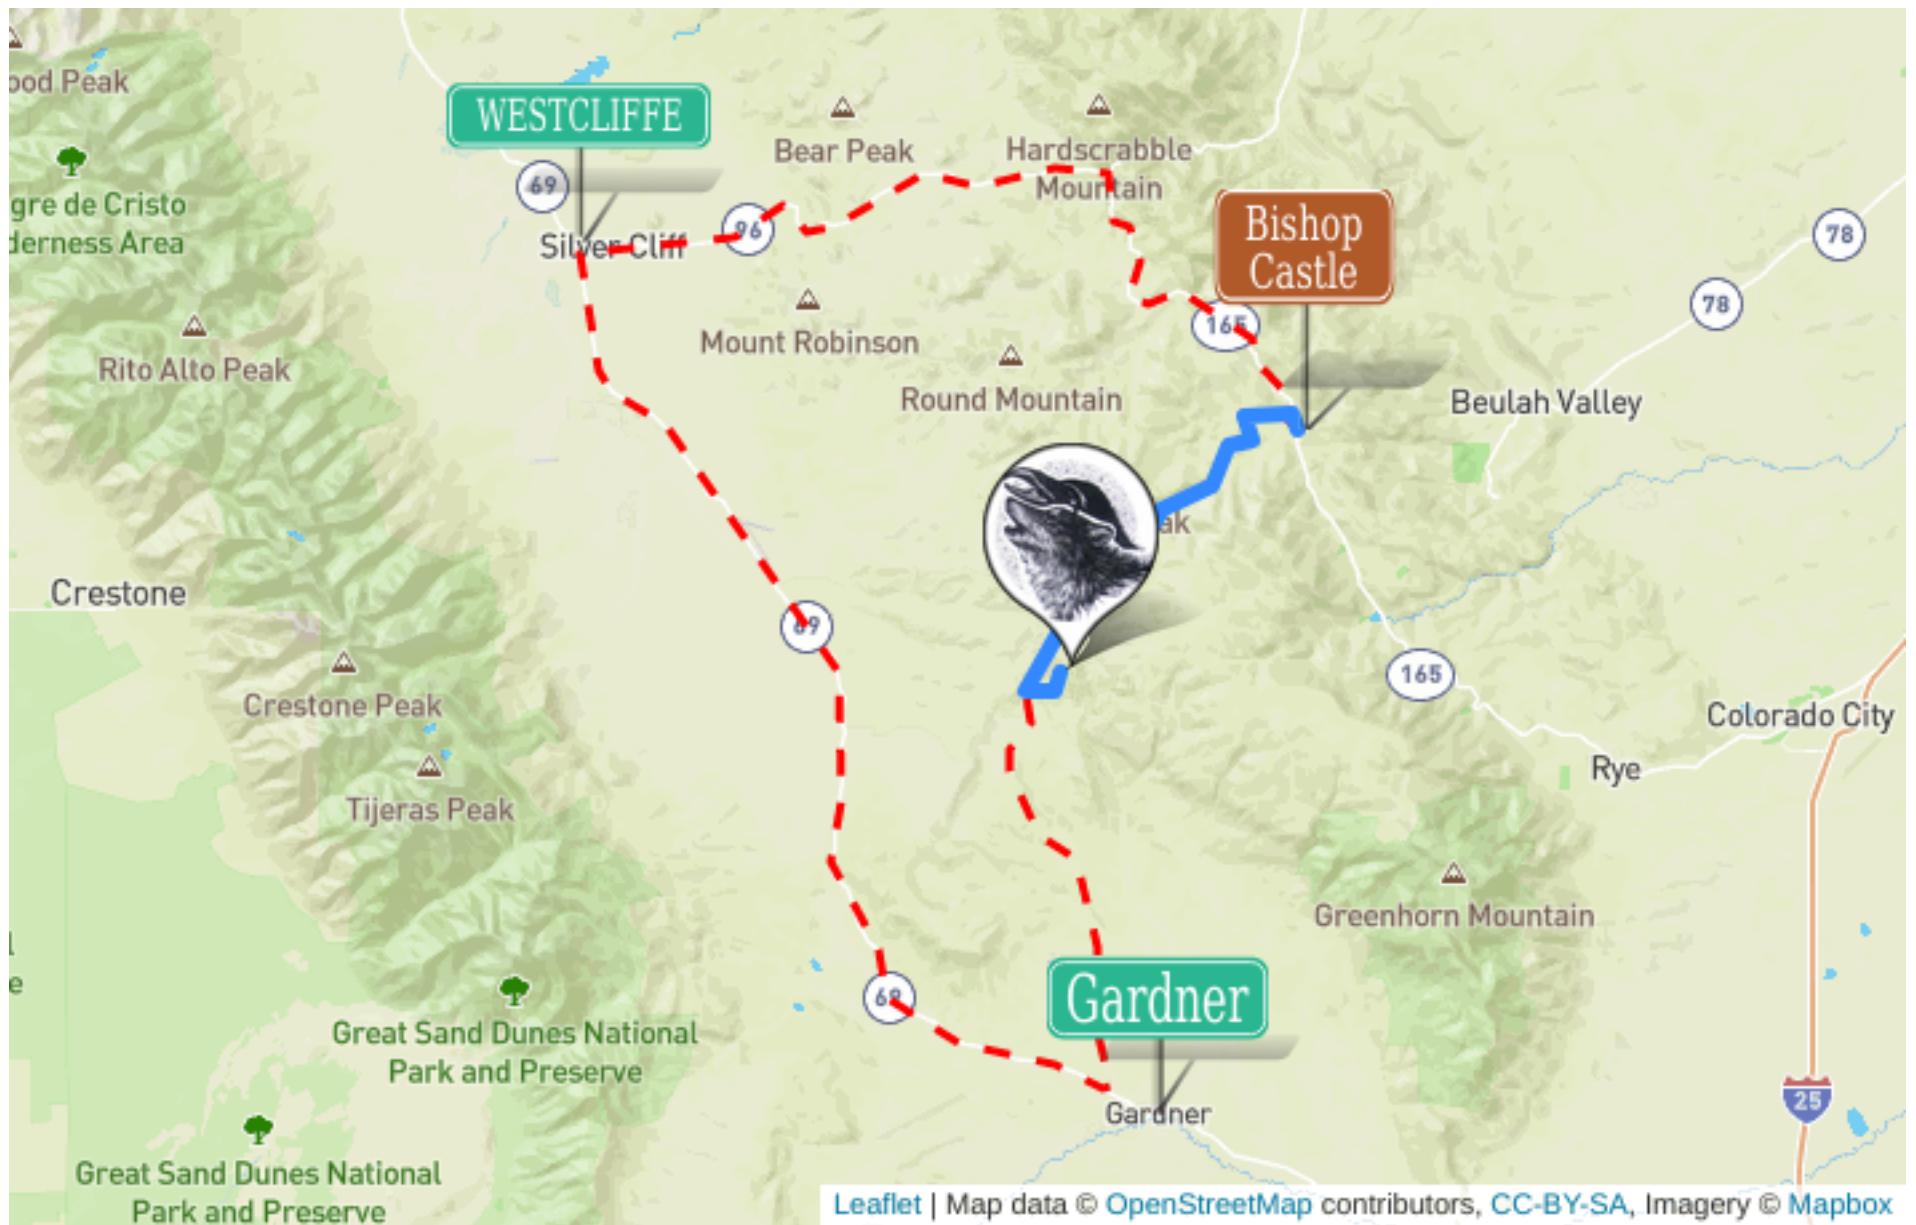 ood Peak
WESTCLIFFE
Bear Peak
Hardscrabble
Mountain
69
gre de Cristo
derness Area
96
Silver Cliff
Bishop
Castle
78
78
165
Mount Robinson
Rito Alto Peak
Round Mountain
Beulah Valley
ak
Crestone
69
165
Crestone Peak
Colorado City
Rye
Tijeras Peak
Greenhorn Mountain
l
e
69
Gardner
Great Sand Dunes National
Park and Preserve
25
Gardner
Great Sand Dunes National
Park and Preserve
Leaflet | Map data © OpenStreetMap contributors, CC-BY-SA, Imagery © Mapbox